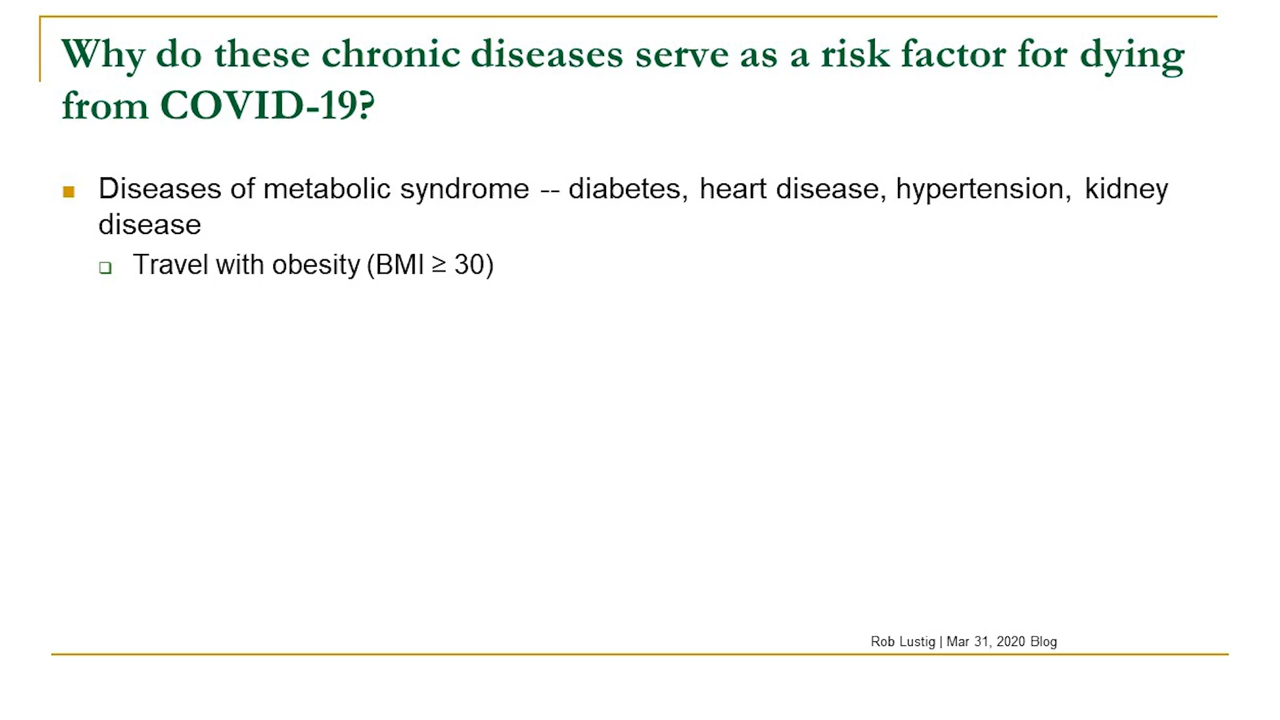 Why do these chronic diseases serve as a risk factor for dying
from COVID-19?
Diseases of metabolic syndrome -- diabetes, heart disease, hypertension, kidney
disease
Travel with obesity (BMI ≥ 30)
Rob Lustig | Mar 31, 2020 Blog